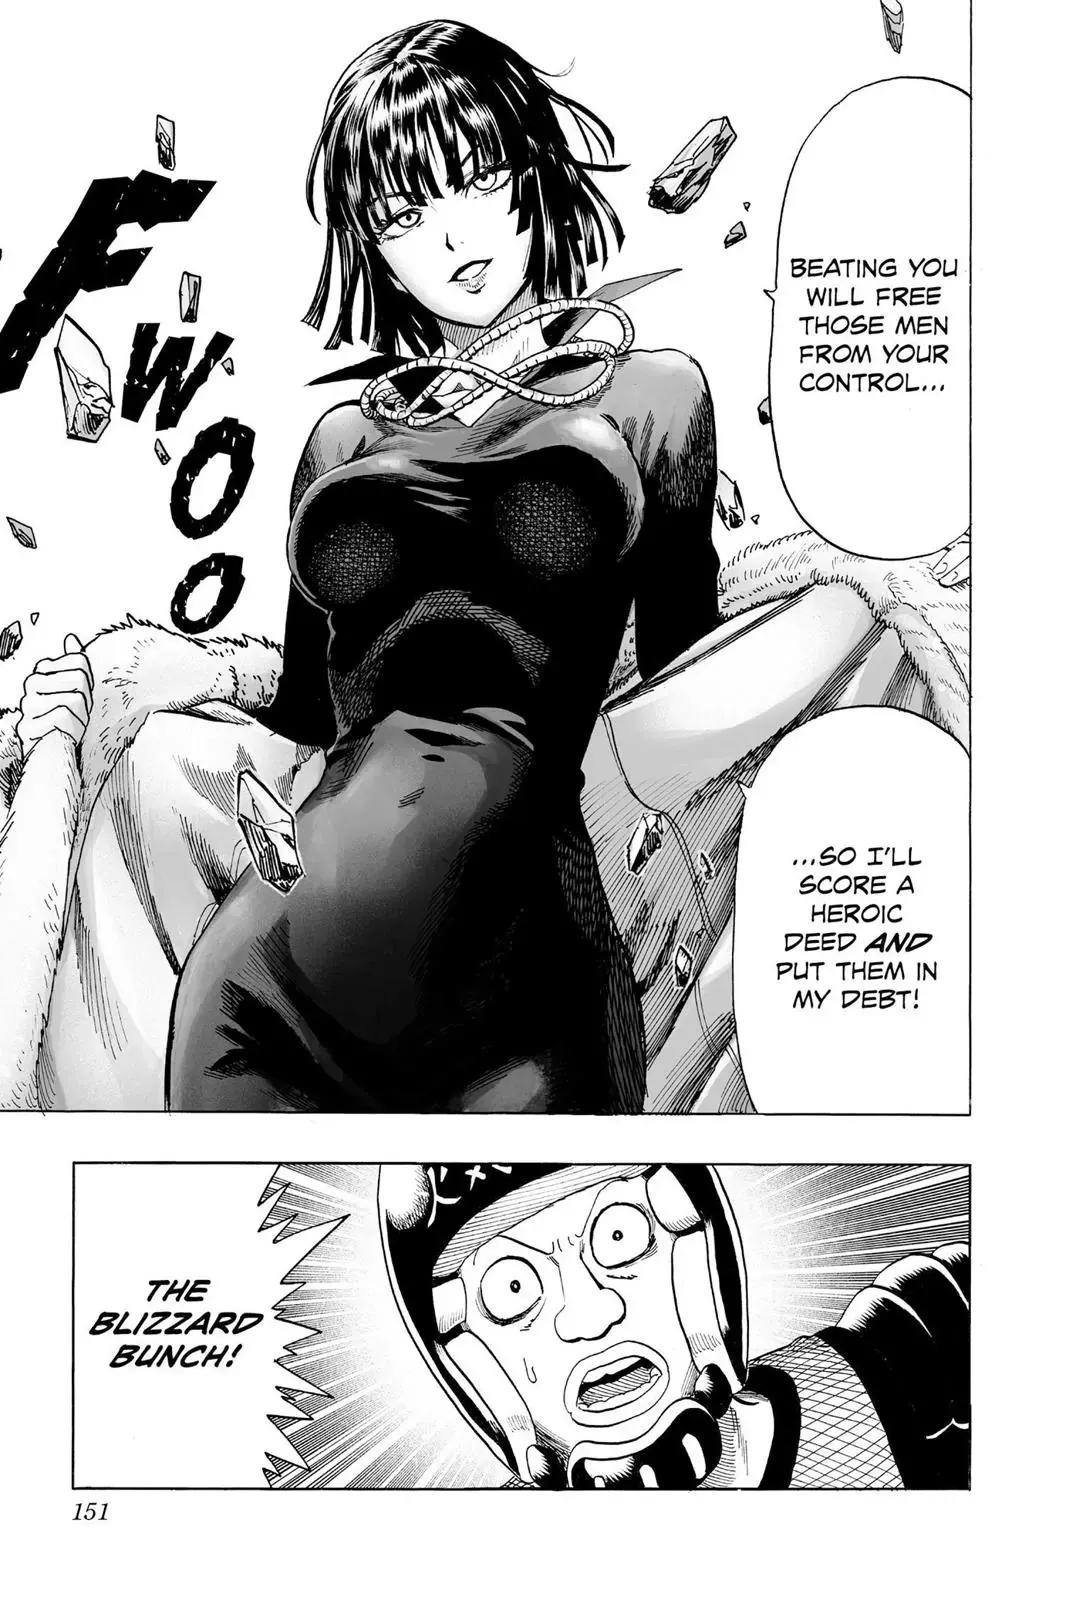 BEATING YOU
WILL FREE
THOSE MEN
FROM YOUR
CONTROL...
FWOOO
...SO I'LL
SCORE A
HEROIC
DEED AND
PUT THEM IN
MY DEBT!
THE
BLIZZARD
BUNCH!
151